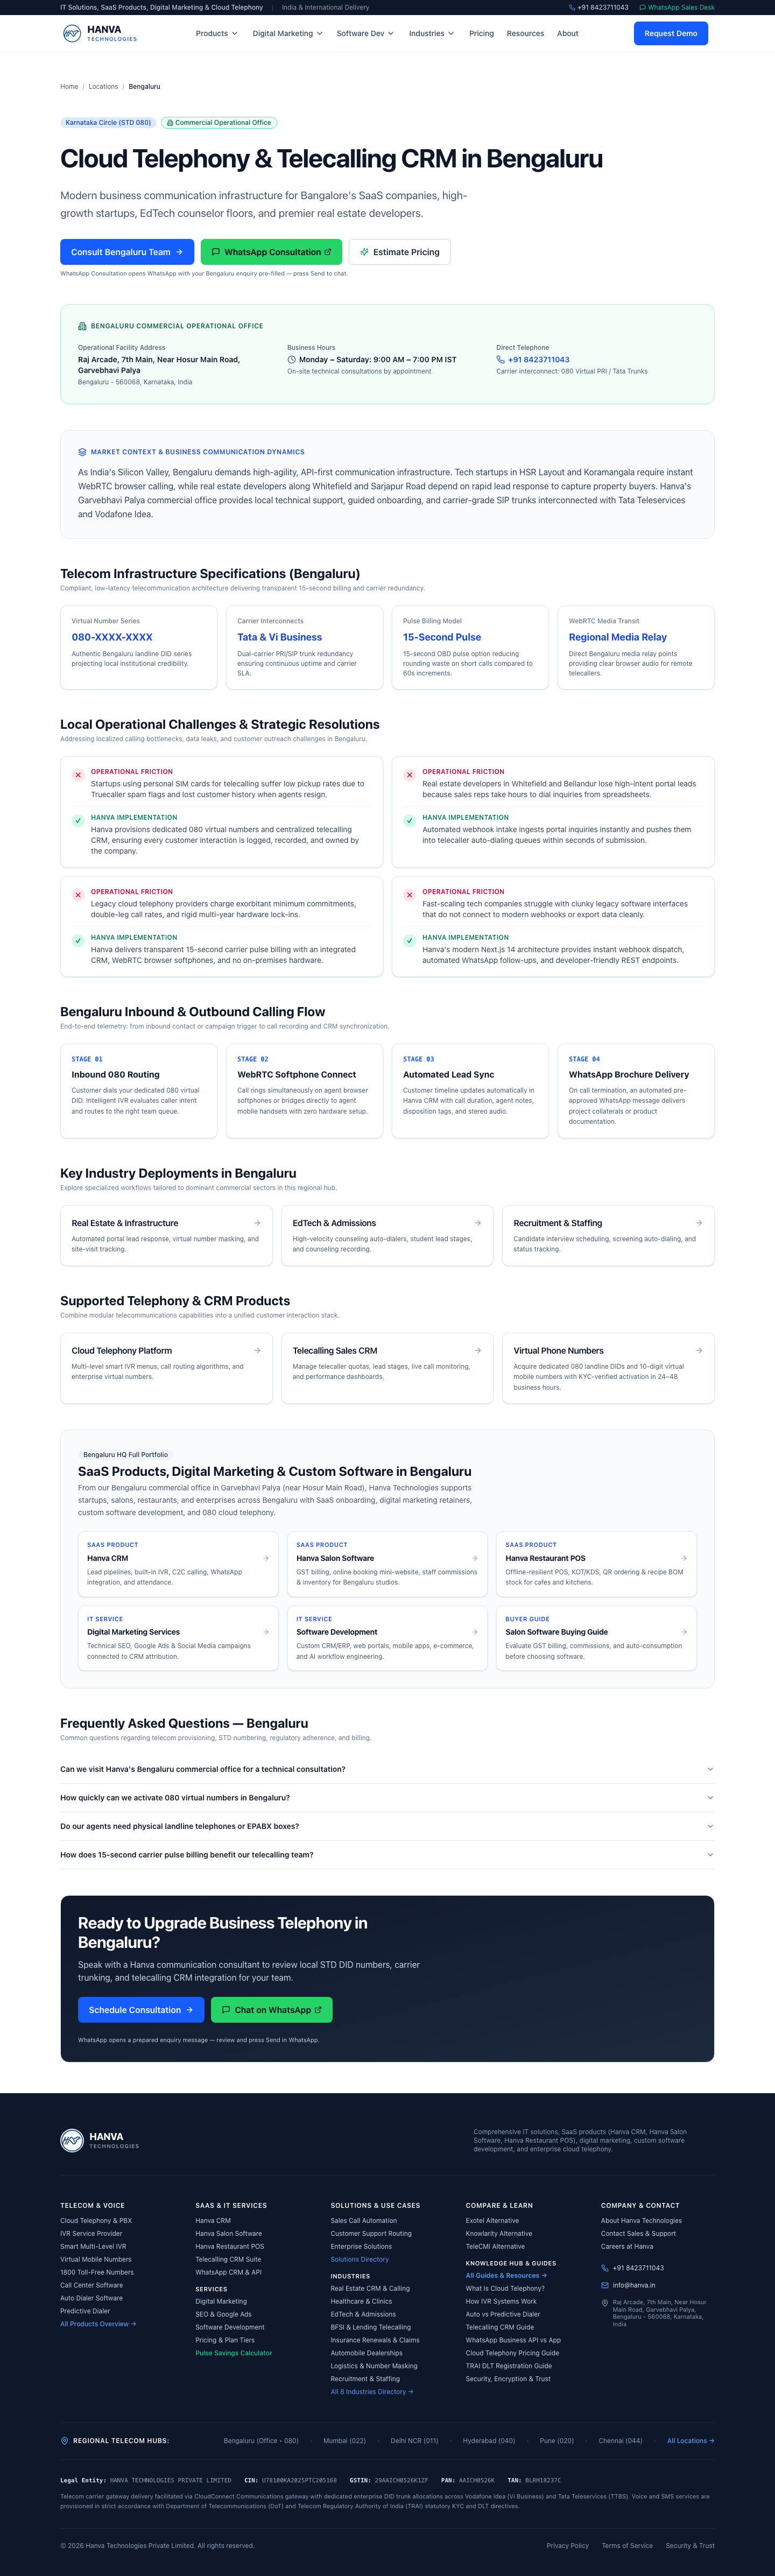 IT Solutions, SaaS Products, Digital Marketing & Cloud Telephony | India & International Delivery +91 8423711043 WhatsApp Sales Desk
HANVA
TECHNOLOGIES
Products Digital Marketing Software Dev Industries Pricing Resources About Request Demo
Home / Locations / Bengaluru
Karnataka Circle (STD 080) Commercial Operational Office
Cloud Telephony & Telecalling CRM in Bengaluru
Modern business communication infrastructure for Bangalore's SaaS companies, high-
growth startups, EdTech counselor floors, and premier real estate developers.
Consult Bengaluru Team WhatsApp Consultation Estimate Pricing
WhatsApp Consultation opens WhatsApp with your Bengaluru enquiry pre-filled — press Send to chat.
BENGALURU COMMERCIAL OPERATIONAL OFFICE
Operational Facility Address
Raj Arcade, 7th Main, Near Hosur Main Road,
Garvebhavi Palya
Bengaluru - 560068, Karnataka, India
Business Hours
Monday – Saturday: 9:00 AM – 7:00 PM IST
On-site technical consultations by appointment
Direct Telephone
+91 8423711043
Carrier interconnect: 080 Virtual PRI / Tata Trunks
MARKET CONTEXT & BUSINESS COMMUNICATION DYNAMICS
As India's Silicon Valley, Bengaluru demands high-agility, API-first communication infrastructure. Tech startups in HSR Layout and Koramangala require instant
WebRTC browser calling, while real estate developers along Whitefield and Sarjapur Road depend on rapid lead response to capture property buyers. Hanva's
Garvebhavi Palya commercial office provides local technical support, guided onboarding, and carrier-grade SIP trunks interconnected with Tata Teleservices
and Vodafone Idea.
Telecom Infrastructure Specifications (Bengaluru)
Compliant, low-latency telecommunication architecture delivering transparent 15-second billing and carrier redundancy.
Virtual Number Series
080-XXXX-XXXX
Authentic Bengaluru landline DID series
projecting local institutional credibility.
Carrier Interconnects
Tata & Vi Business
Dual-carrier PRI/SIP trunk redundancy
ensuring continuous uptime and carrier
SLA.
Pulse Billing Model
15-Second Pulse
15-second OBD pulse option reducing
rounding waste on short calls compared to
60s increments.
WebRTC Media Transit
Regional Media Relay
Direct Bengaluru media relay points
providing clear browser audio for remote
telecallers.
Local Operational Challenges & Strategic Resolutions
Addressing localized calling bottlenecks, data leaks, and customer outreach challenges in Bengaluru.
OPERATIONAL FRICTION
Startups using personal SIM cards for telecalling suffer low pickup rates due to
Truecaller spam flags and lost customer history when agents resign.
HANVA IMPLEMENTATION
Hanva provisions dedicated 080 virtual numbers and centralized telecalling
CRM, ensuring every customer interaction is logged, recorded, and owned by
the company.
OPERATIONAL FRICTION
Real estate developers in Whitefield and Bellandur lose high-intent portal leads
because sales reps take hours to dial inquiries from spreadsheets.
HANVA IMPLEMENTATION
Automated webhook intake ingests portal inquiries instantly and pushes them
into telecaller auto-dialing queues within seconds of submission.
OPERATIONAL FRICTION
Legacy cloud telephony providers charge exorbitant minimum commitments,
double-leg call rates, and rigid multi-year hardware lock-ins.
HANVA IMPLEMENTATION
Hanva delivers transparent 15-second carrier pulse billing with an integrated
CRM, WebRTC browser softphones, and no on-premises hardware.
OPERATIONAL FRICTION
Fast-scaling tech companies struggle with clunky legacy software interfaces
that do not connect to modern webhooks or export data cleanly.
HANVA IMPLEMENTATION
Hanva's modern Next.js 14 architecture provides instant webhook dispatch,
automated WhatsApp follow-ups, and developer-friendly REST endpoints.
Bengaluru Inbound & Outbound Calling Flow
End-to-end telemetry: from inbound contact or campaign trigger to call recording and CRM synchronization.
STAGE 01
Inbound 080 Routing
Customer dials your dedicated 080 virtual
DID. Intelligent IVR evaluates caller intent
and routes to the right team queue.
STAGE 02
WebRTC Softphone Connect
Call rings simultaneously on agent browser
softphones or bridges directly to agent
mobile handsets with zero hardware setup.
STAGE 03
Automated Lead Sync
Customer timeline updates automatically in
Hanva CRM with call duration, agent notes,
disposition tags, and stereo audio.
STAGE 04
WhatsApp Brochure Delivery
On call termination, an automated pre-
approved WhatsApp message delivers
project collaterals or product
documentation.
Key Industry Deployments in Bengaluru
Explore specialized workflows tailored to dominant commercial sectors in this regional hub.
Real Estate & Infrastructure
Automated portal lead response, virtual number masking, and
site-visit tracking.
EdTech & Admissions
High-velocity counseling auto-dialers, student lead stages,
and counseling recording.
Recruitment & Staffing
Candidate interview scheduling, screening auto-dialing, and
status tracking.
Supported Telephony & CRM Products
Combine modular telecommunications capabilities into a unified customer interaction stack.
Cloud Telephony Platform
Multi-level smart IVR menus, call routing algorithms, and
enterprise virtual numbers.
Telecalling Sales CRM
Manage telecaller quotas, lead stages, live call monitoring,
and performance dashboards.
Virtual Phone Numbers
Acquire dedicated 080 landline DIDs and 10-digit virtual
mobile numbers with KYC-verified activation in 24–48
business hours.
Bengaluru HQ Full Portfolio
SaaS Products, Digital Marketing & Custom Software in Bengaluru
From our Bengaluru commercial office in Garvebhavi Palya (near Hosur Main Road), Hanva Technologies supports
startups, salons, restaurants, and enterprises across Bengaluru with SaaS onboarding, digital marketing retainers,
custom software development, and 080 cloud telephony.
SAAS PRODUCT
Hanva CRM
Lead pipelines, built-in IVR, C2C calling, WhatsApp
integration, and attendance.
SAAS PRODUCT
Hanva Salon Software
GST billing, online booking mini-website, staff commissions
& inventory for Bengaluru studios.
SAAS PRODUCT
Hanva Restaurant POS
Offline-resilient POS, KOT/KDS, QR ordering & recipe BOM
stock for cafes and kitchens.
IT SERVICE
Digital Marketing Services
Technical SEO, Google Ads & Social Media campaigns
connected to CRM attribution.
IT SERVICE
Software Development
Custom CRM/ERP, web portals, mobile apps, e-commerce,
and AI workflow engineering.
BUYER GUIDE
Salon Software Buying Guide
Evaluate GST billing, commissions, and auto-consumption
before choosing software.
Frequently Asked Questions — Bengaluru
Common questions regarding telecom provisioning, STD numbering, regulatory adherence, and billing.
Can we visit Hanva's Bengaluru commercial office for a technical consultation?
How quickly can we activate 080 virtual numbers in Bengaluru?
Do our agents need physical landline telephones or EPABX boxes?
How does 15-second carrier pulse billing benefit our telecalling team?
Ready to Upgrade Business Telephony in
Bengaluru?
Speak with a Hanva communication consultant to review local STD DID numbers, carrier
trunking, and telecalling CRM integration for your team.
Schedule Consultation Chat on WhatsApp
WhatsApp opens a prepared enquiry message — review and press Send in WhatsApp.
HANVA
TECHNOLOGIES
Comprehensive IT solutions, SaaS products (Hanva CRM, Hanva Salon
Software, Hanva Restaurant POS), digital marketing, custom software
development, and enterprise cloud telephony.
TELECOM & VOICE
Cloud Telephony & PBX
IVR Service Provider
Smart Multi-Level IVR
Virtual Mobile Numbers
1800 Toll-Free Numbers
Call Center Software
Auto Dialer Software
Predictive Dialer
All Products Overview →
SAAS & IT SERVICES
Hanva CRM
Hanva Salon Software
Hanva Restaurant POS
Telecalling CRM Suite
WhatsApp CRM & API
SERVICES
Digital Marketing
SEO & Google Ads
Software Development
Pricing & Plan Tiers
Pulse Savings Calculator
SOLUTIONS & USE CASES
Sales Call Automation
Customer Support Routing
Enterprise Solutions
Solutions Directory
INDUSTRIES
Real Estate CRM & Calling
Healthcare & Clinics
EdTech & Admissions
BFSI & Lending Telecalling
Insurance Renewals & Claims
Automobile Dealerships
Logistics & Number Masking
Recruitment & Staffing
All 8 Industries Directory →
COMPARE & LEARN
Exotel Alternative
Knowlarity Alternative
TeleCMI Alternative
KNOWLEDGE HUB & GUIDES
All Guides & Resources →
What Is Cloud Telephony?
How IVR Systems Work
Auto vs Predictive Dialer
Telecalling CRM Guide
WhatsApp Business API vs App
Cloud Telephony Pricing Guide
TRAI DLT Registration Guide
Security, Encryption & Trust
COMPANY & CONTACT
About Hanva Technologies
Contact Sales & Support
Careers at Hanva
+91 8423711043
info@hanva.in
Raj Arcade, 7th Main, Near Hosur
Main Road, Garvebhavi Palya,
Bengaluru - 560068, Karnataka,
India
REGIONAL TELECOM HUBS: Bengaluru (Office • 080) • Mumbai (022) • Delhi NCR (011) • Hyderabad (040) • Pune (020) • Chennai (044) • All Locations →
Legal Entity: HANVA TECHNOLOGIES PRIVATE LIMITED CIN: U78100KA2025PTC205168 GSTIN: 29AAICH0526K1ZF PAN: AAICH0526K TAN: BLRH18237C
Telecom carrier gateway delivery facilitated via CloudConnect Communications gateway with dedicated enterprise DID trunk allocations across Vodafone Idea (Vi Business) and Tata Teleservices (TTBS). Voice and SMS services are
provisioned in strict accordance with Department of Telecommunications (DoT) and Telecom Regulatory Authority of India (TRAI) statutory KYC and DLT directives.
© 2026 Hanva Technologies Private Limited. All rights reserved. Privacy Policy Terms of Service Security & Trust